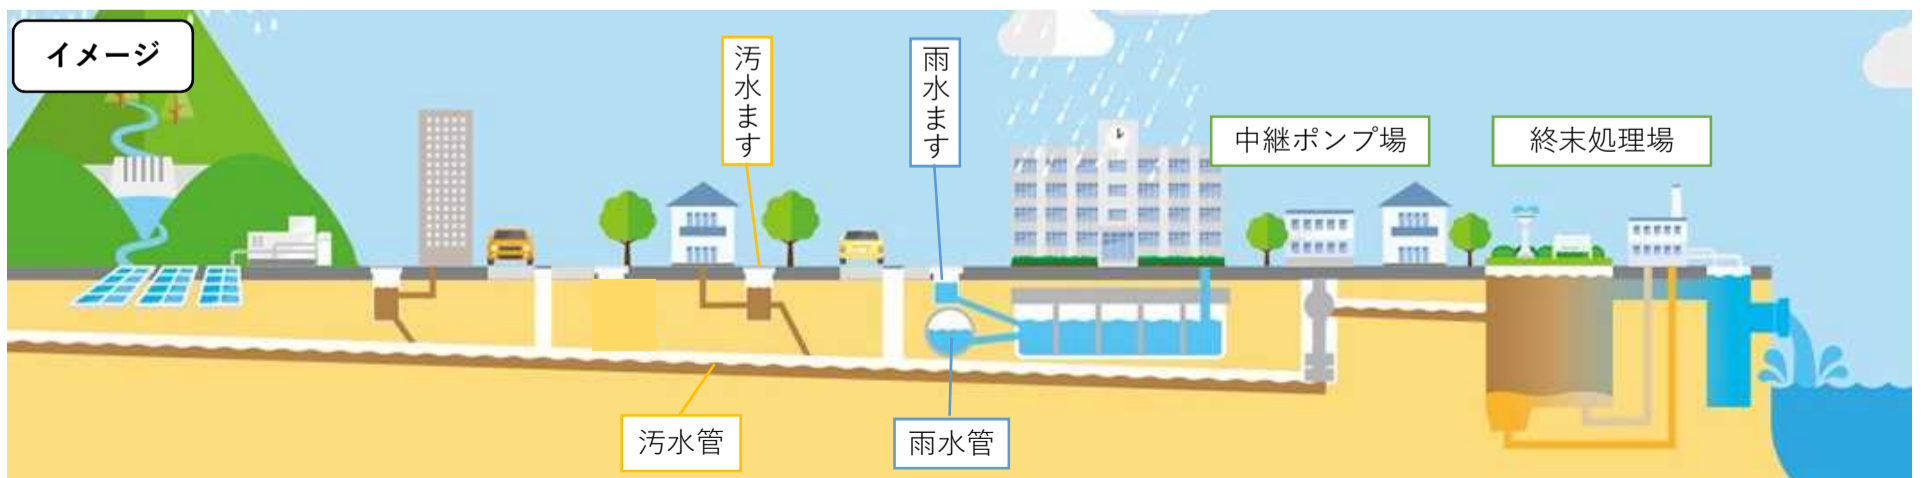 イメージ
汚水ます
雨水ます
中継ポンプ場
終末処理場
汚水管
雨水管